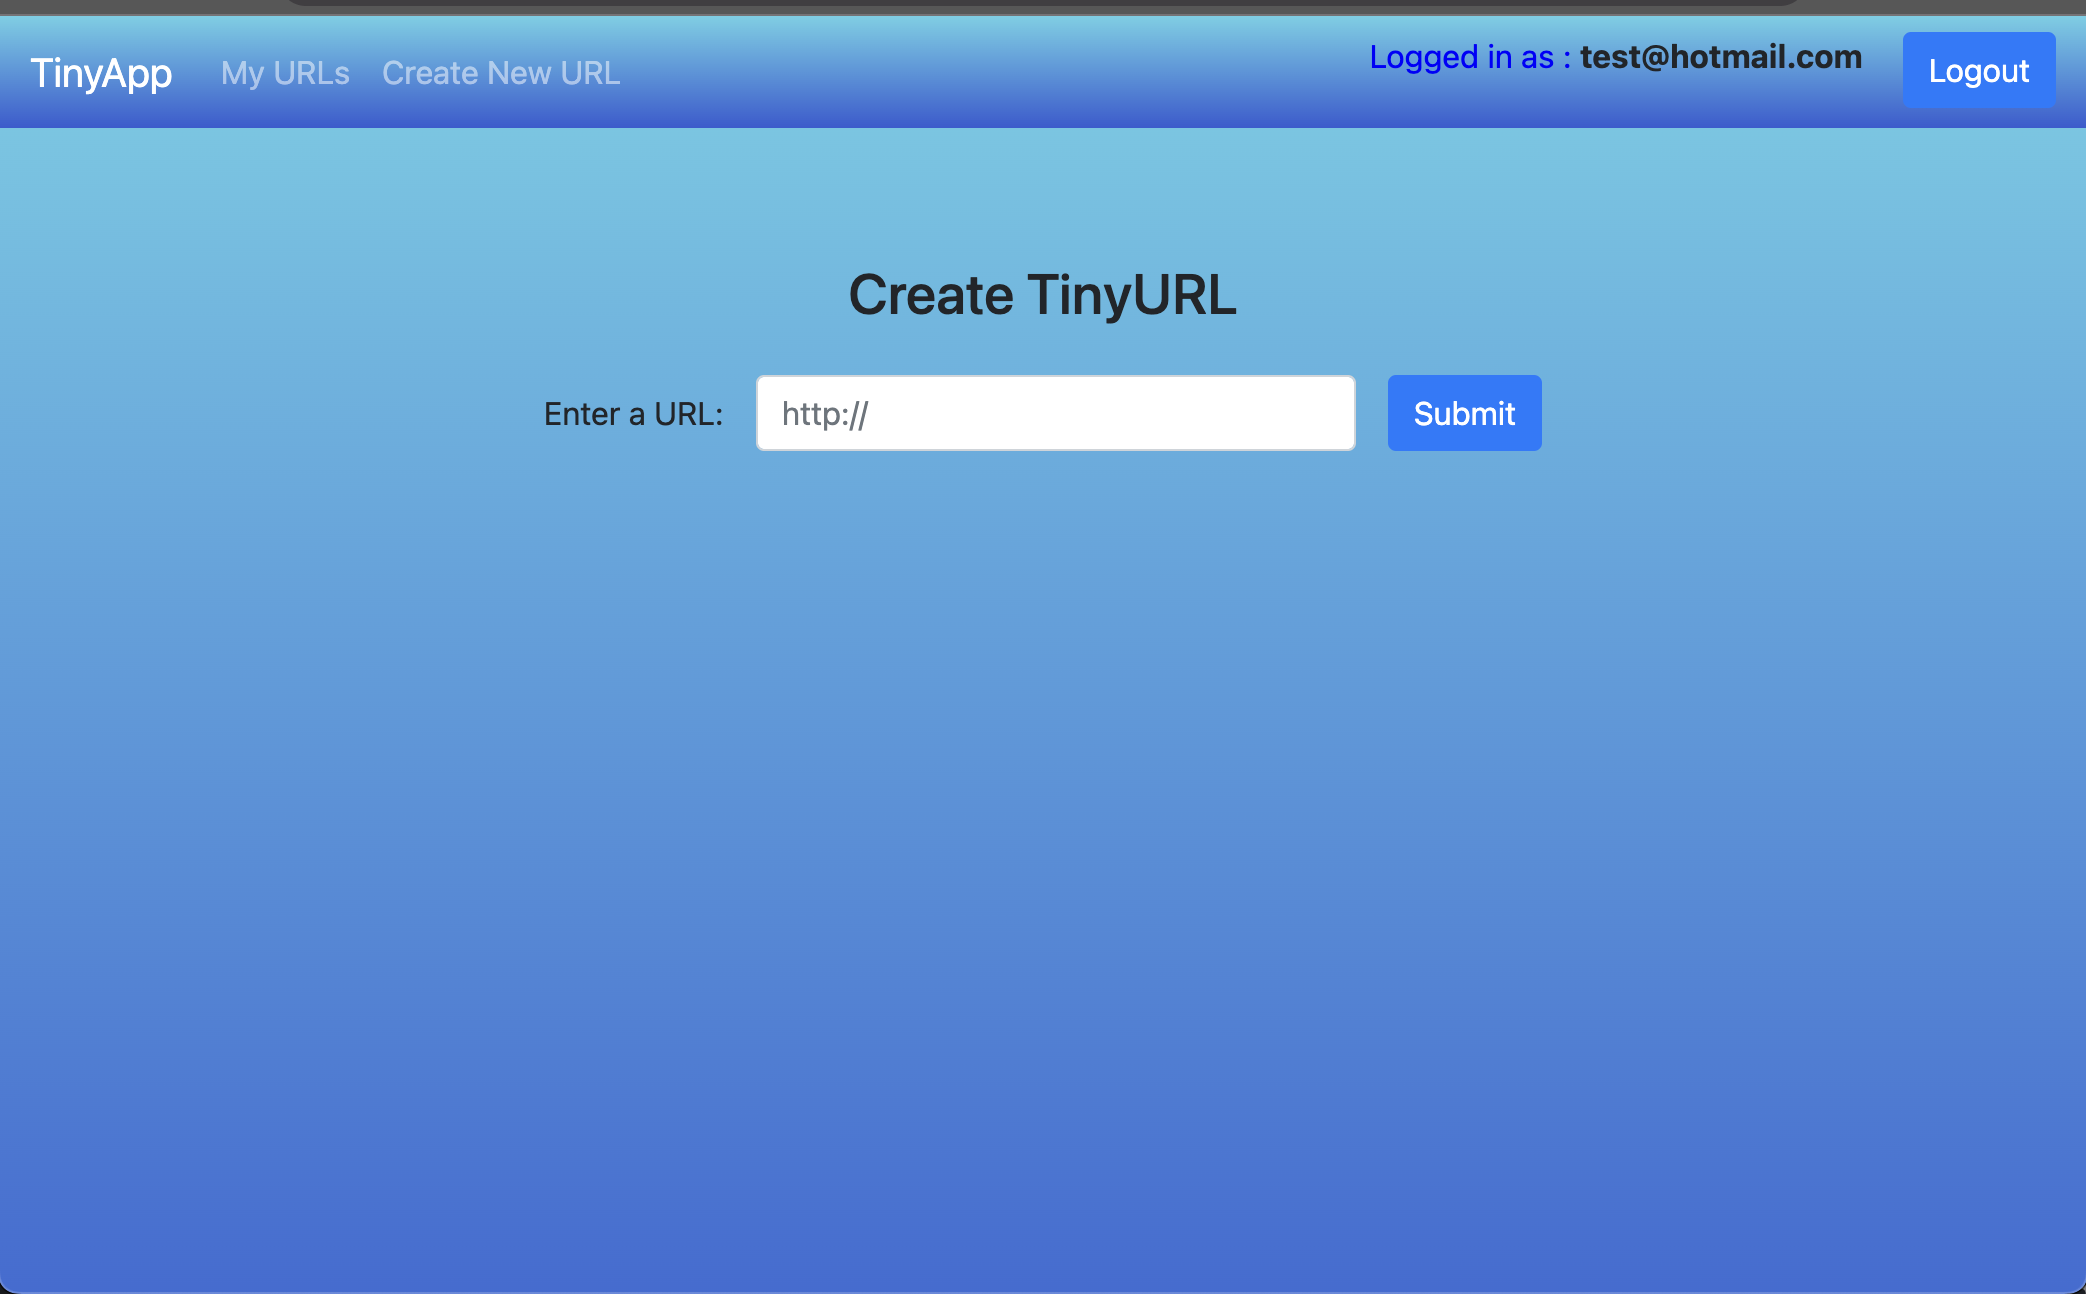 TinyApp My URLs Create New URL Logged in as : test@hotmail.com Logout
Create TinyURL
Enter a URL: http:// Submit